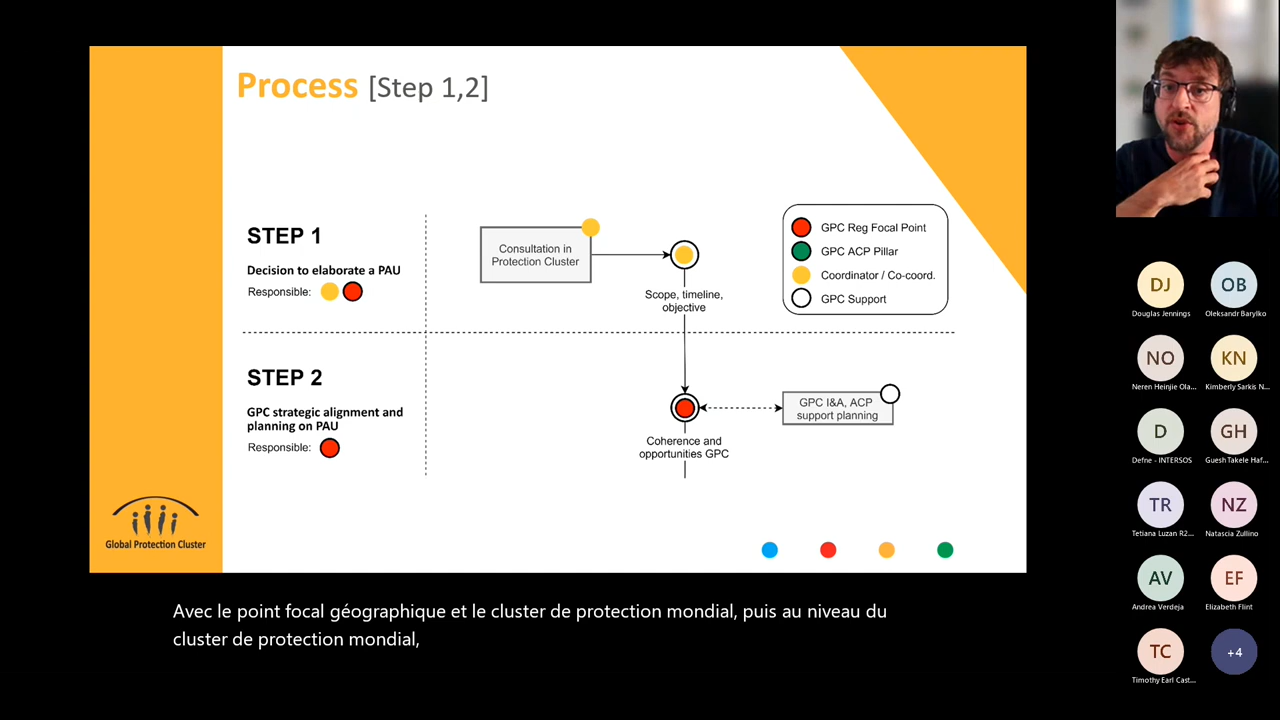 Process [Step 1,2]
STEP 1
Decision to elaborate a PAU
Responsible:
Consultation in
Protection Cluster
Scope, timeline,
objective
GPC Reg Focal Point
GPC ACP Pillar
Coordinator / Co-coord.
GPC Support
STEP 2
GPC strategic alignment and
planning on PAU
Responsible:
GPC I&A, ACP
support planning
Coherence and
opportunities GPC
Global Protection Cluster
Avec le point focal géographique et le cluster de protection mondial, puis au niveau du
cluster de protection mondial,
DJ
Douglas Jennings
OB
Oleksandr Barylko
NO
Neren Heinjie Ola...
KN
Kimberly Sarkis N...
D
Defne - INTERSOS
GH
Guesh Takele Haf...
TR
Tetiana Luzan R2...
NZ
Natascia Zullino
AV
Andrea Verdeja
EF
Elizabeth Flint
TC
Timothy Earl Cast...
+4